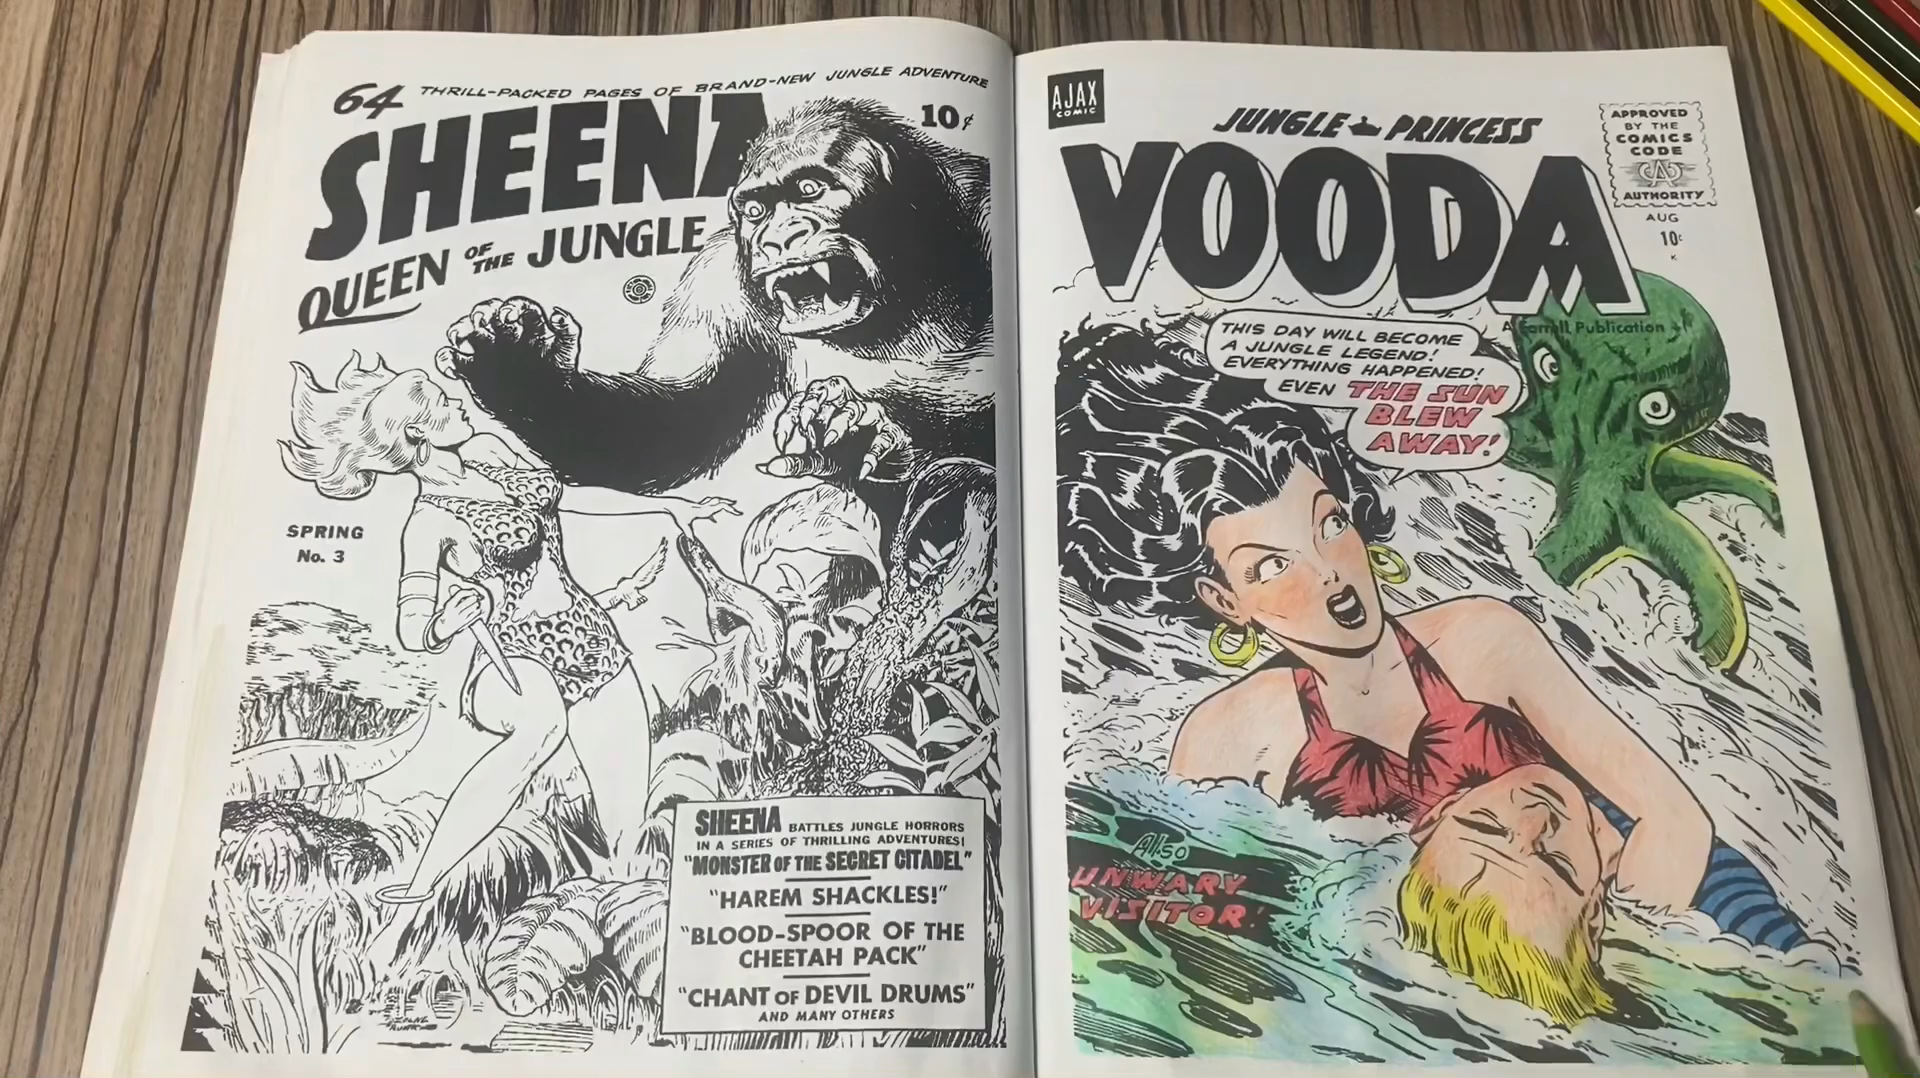 64 THRILL-PACKED PAGES OF BRAND-NEW JUNGLE ADVENTURE
SHEENA
10¢
QUEEN OF THE JUNGLE
SPRING
No. 3
SHEENA BATTLES JUNGLE HORRORS
IN A SERIES OF THRILLING ADVENTURES!
"MONSTER OF THE SECRET CITADEL"
"HAREM SHACKLES!"
"BLOOD-SPOOR OF THE
CHEETAH PACK"
"CHANT OF DEVIL DRUMS"
AND MANY OTHERS
AJAX
COMIC
JUNGLE PRINCESS
VOODA
APPROVED
BY THE
COMICS
CODE
CA
AUTHORITY
AUG
10¢
K
A Farrell Publication
THIS DAY WILL BECOME
A JUNGLE LEGEND!
EVERYTHING HAPPENED!
EVEN THE SUN
BLEW
AWAY!
Also
UNWARY
VISITOR!